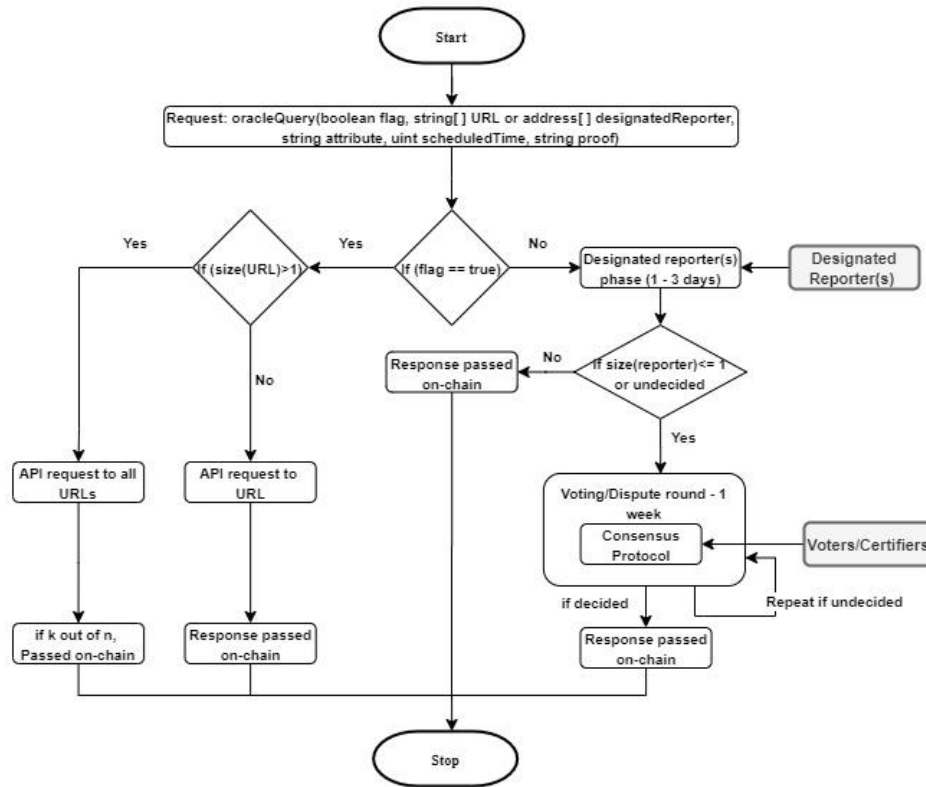 Start
Request: oracleQuery(boolean flag, string[ ] URL or address[ ] designatedReporter,
string attribute, uint scheduledTime, string proof)
Yes
Yes
No
If (size(URL)>1)
If (flag == true)
Designated reporter(s)
phase (1 - 3 days)
Designated
Reporter(s)
No
No
Response passed
on-chain
If size(reporter)<= 1
or undecided
Yes
API request to all
URLs
API request to
URL
Voting/Dispute round - 1
week
Consensus
Protocol
Voters/Certifiers
if decided
Repeat if undecided
if k out of n,
Passed on-chain
Response passed
on-chain
Response passed
on-chain
Stop